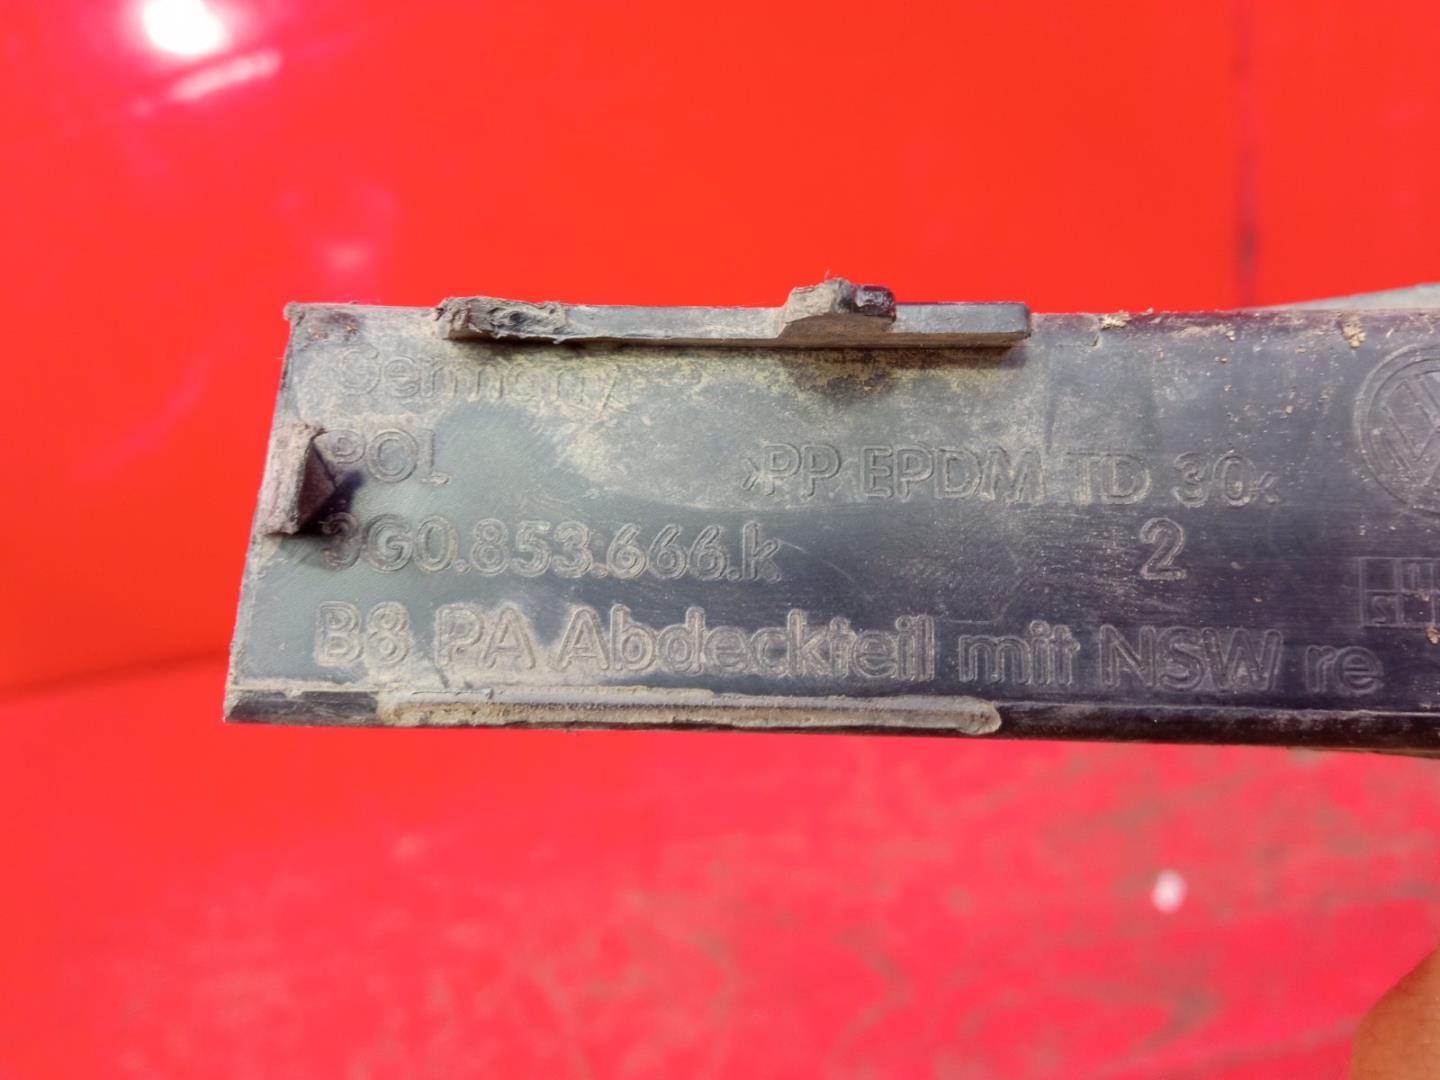 Germany
POL
>PP EPDM TD 30<
3G0.853.666.k 2
B8 PA Abdeckteil mit NSW re